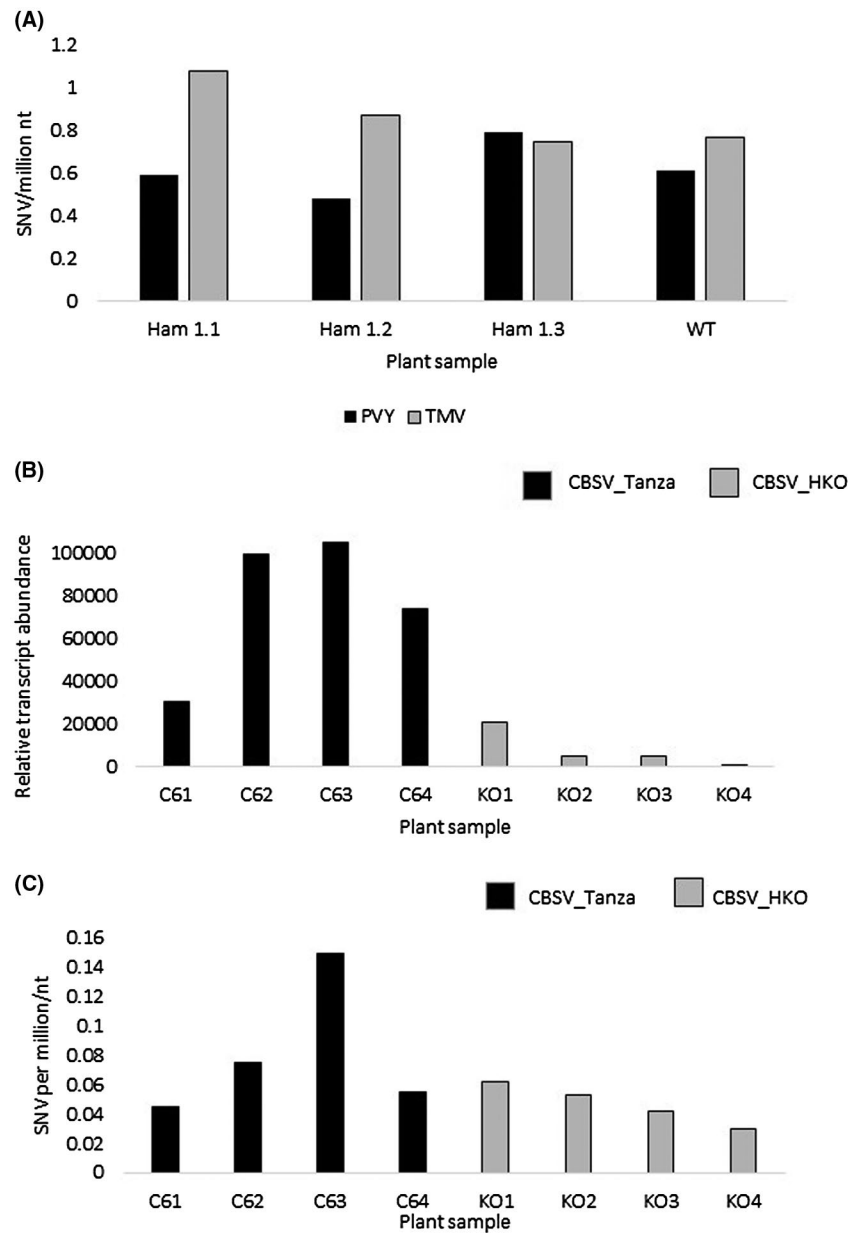 (A)
SNV/million nt
1.2
1
0.8
0.6
0.4
0.2
0
Ham 1.1 Ham 1.2 Ham 1.3 WT
Plant sample
PVY TMV
(B)
CBSV_Tanza CBSV_HKO
Relative transcript abundance
100000
80000
60000
40000
20000
0
C61 C62 C63 C64 KO1 KO2 KO3 KO4
Plant sample
(C)
CBSV_Tanza CBSV_HKO
SNV per million/nt
0.16
0.14
0.12
0.1
0.08
0.06
0.04
0.02
0
C61 C62 C63 C64 KO1 KO2 KO3 KO4
Plant sample